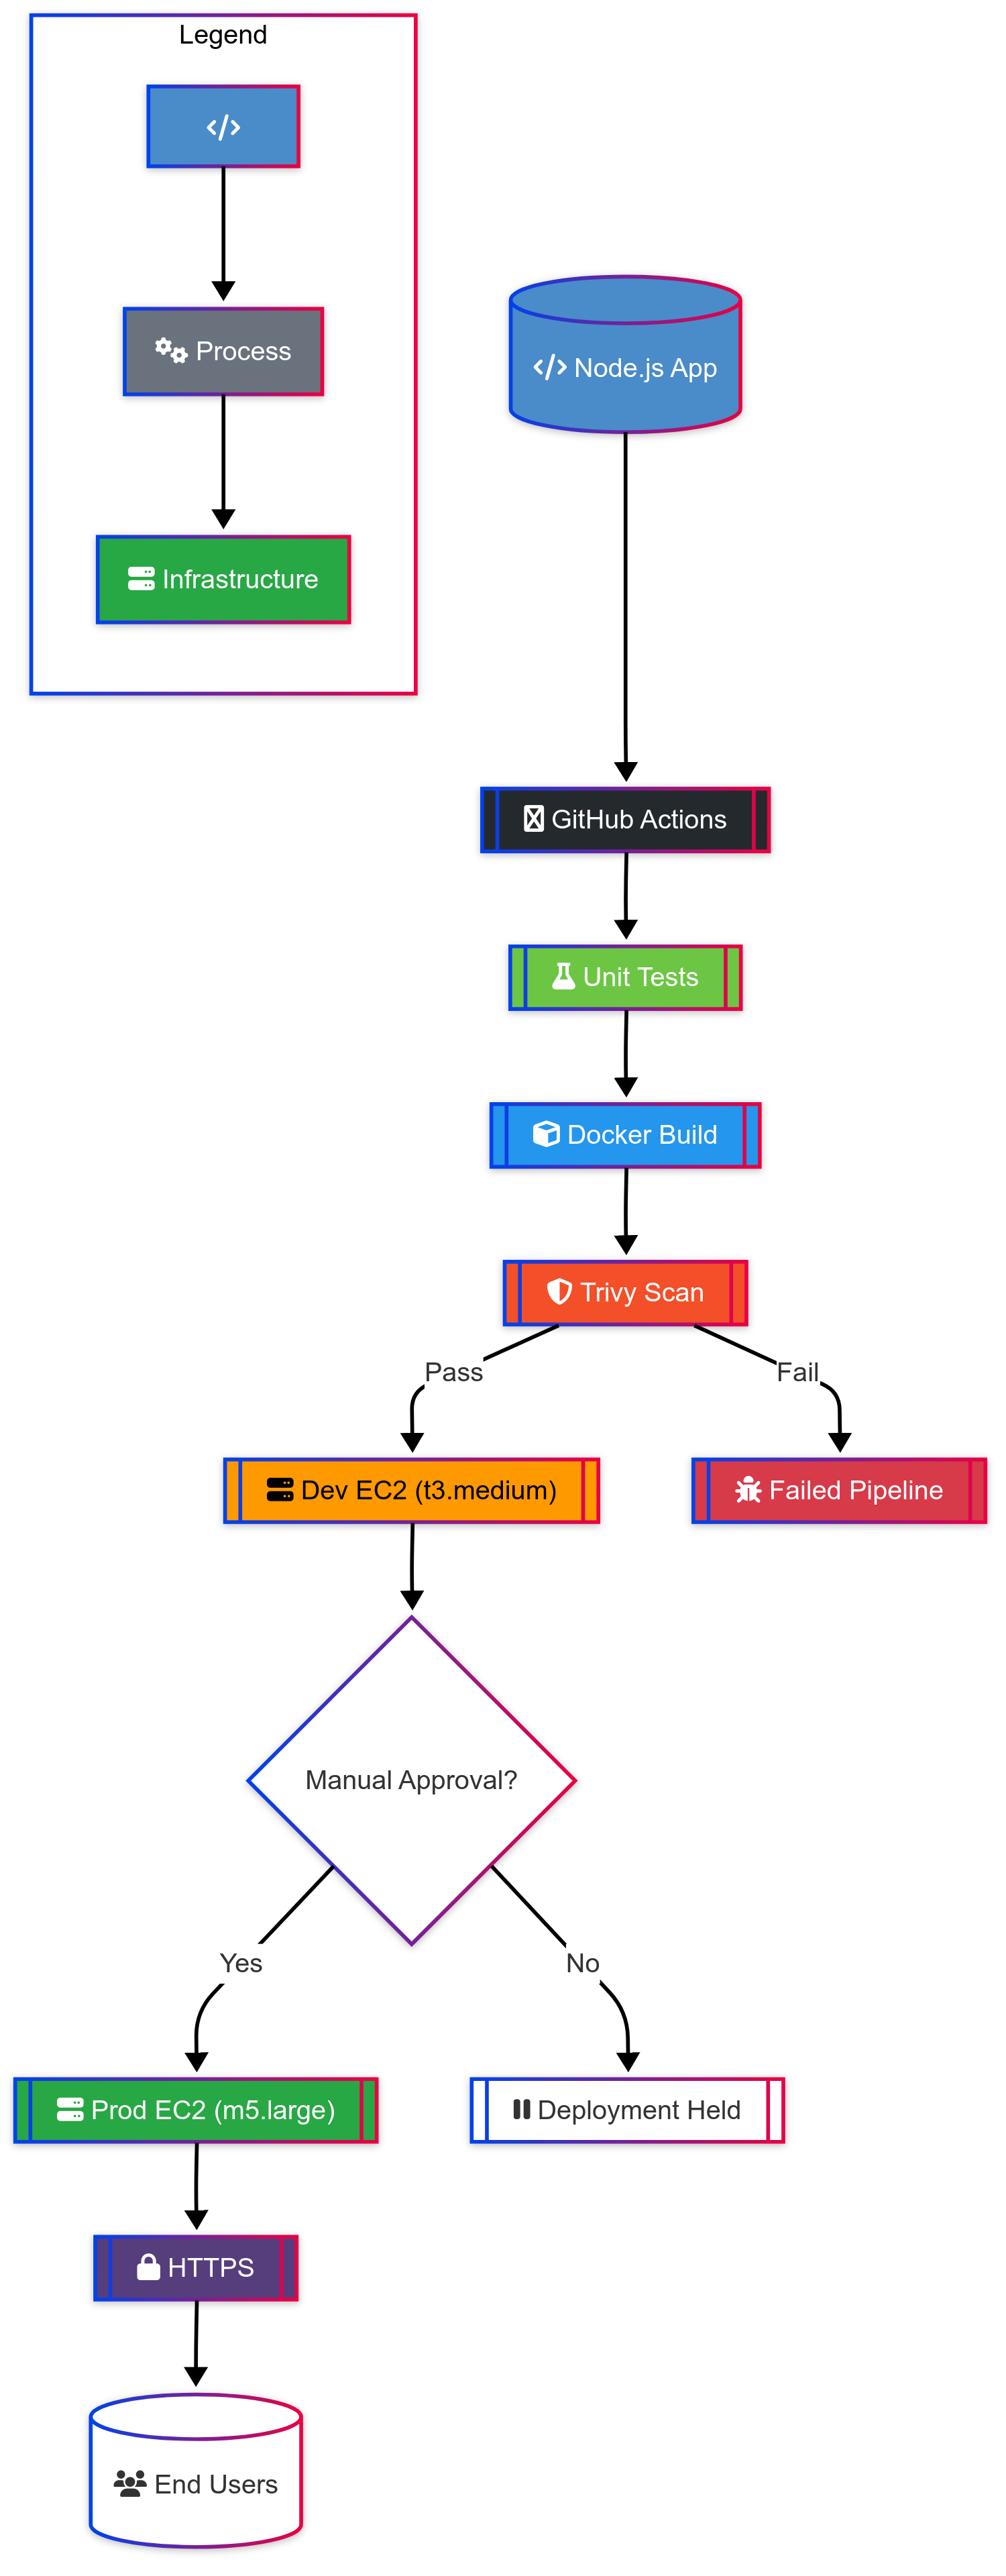 Legend
Process
Infrastructure
Node.js App
GitHub Actions
Unit Tests
Docker Build
Trivy Scan
Pass
Fail
Dev EC2 (t3.medium)
Failed Pipeline
Manual Approval?
Yes
No
Prod EC2 (m5.large)
Deployment Held
HTTPS
End Users